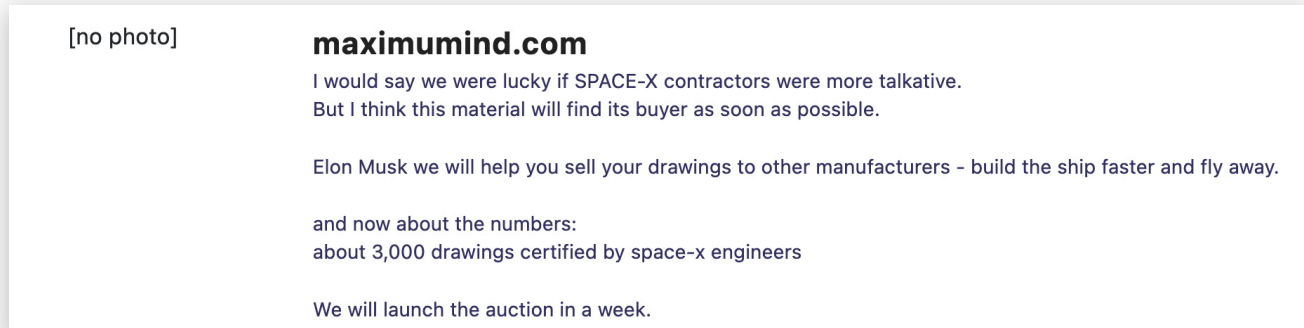 [no photo]
maximumind.com
I would say we were lucky if SPACE-X contractors were more talkative.
But I think this material will find its buyer as soon as possible.
Elon Musk we will help you sell your drawings to other manufacturers - build the ship faster and fly away.
and now about the numbers:
about 3,000 drawings certified by space-x engineers
We will launch the auction in a week.